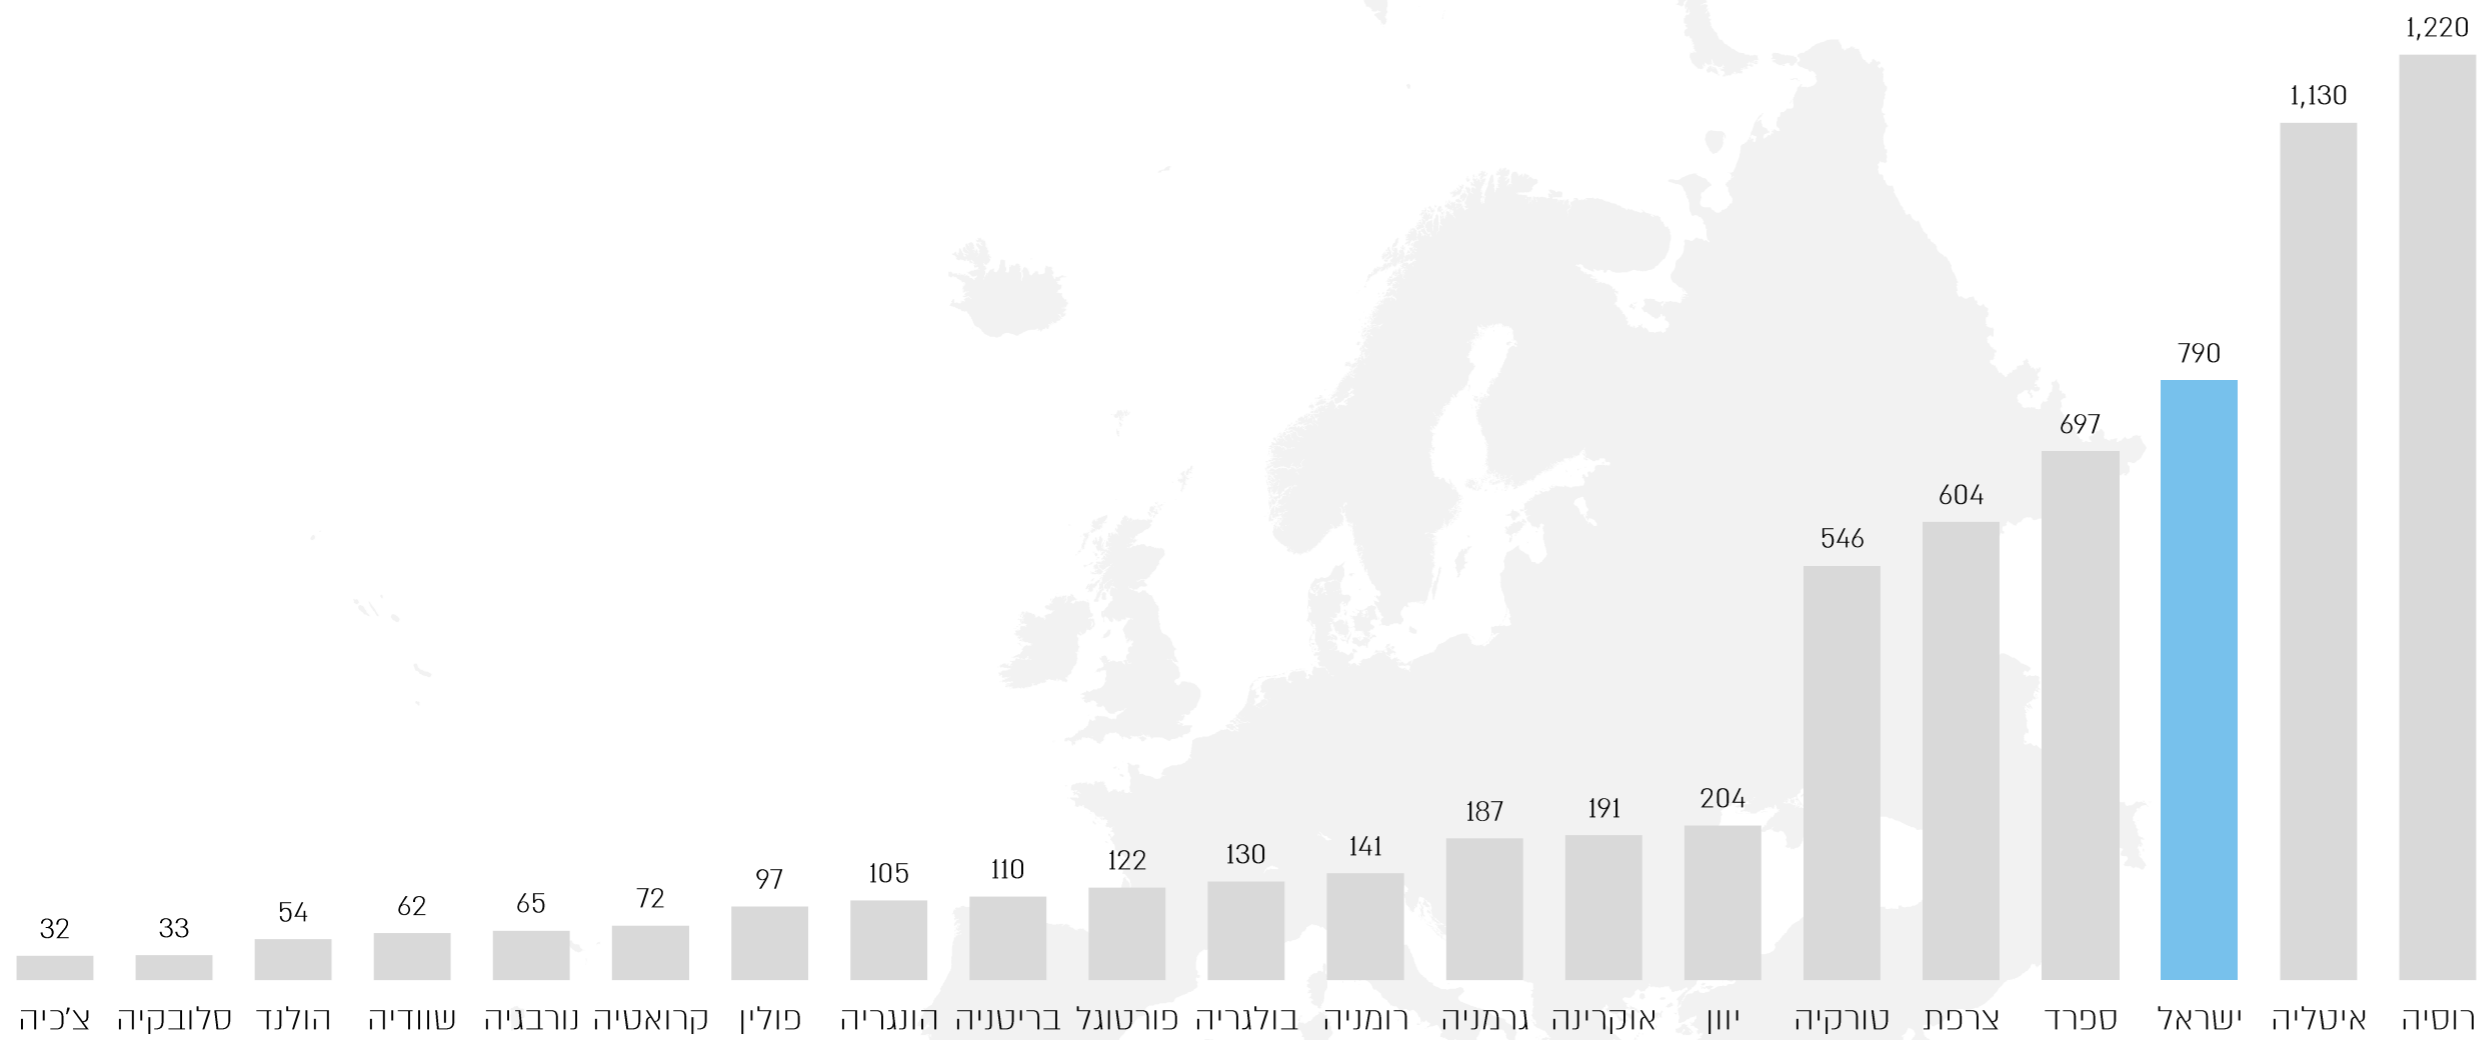 1,220
1,130
790
697
604
546
204
191
187
141
130
122
110
105
97
72
65
62
54
33
32
רוסיה
איטליה
ישראל
ספרד
צרפת
טורקיה
יוון
אוקרינה
גרמניה
רומניה
בולגריה
פורטוגל
בריטניה
הוונגריה
פולין
קרואטיה
נורבגיה
שוודיה
הולנד
סלובקיה
צ'כיה